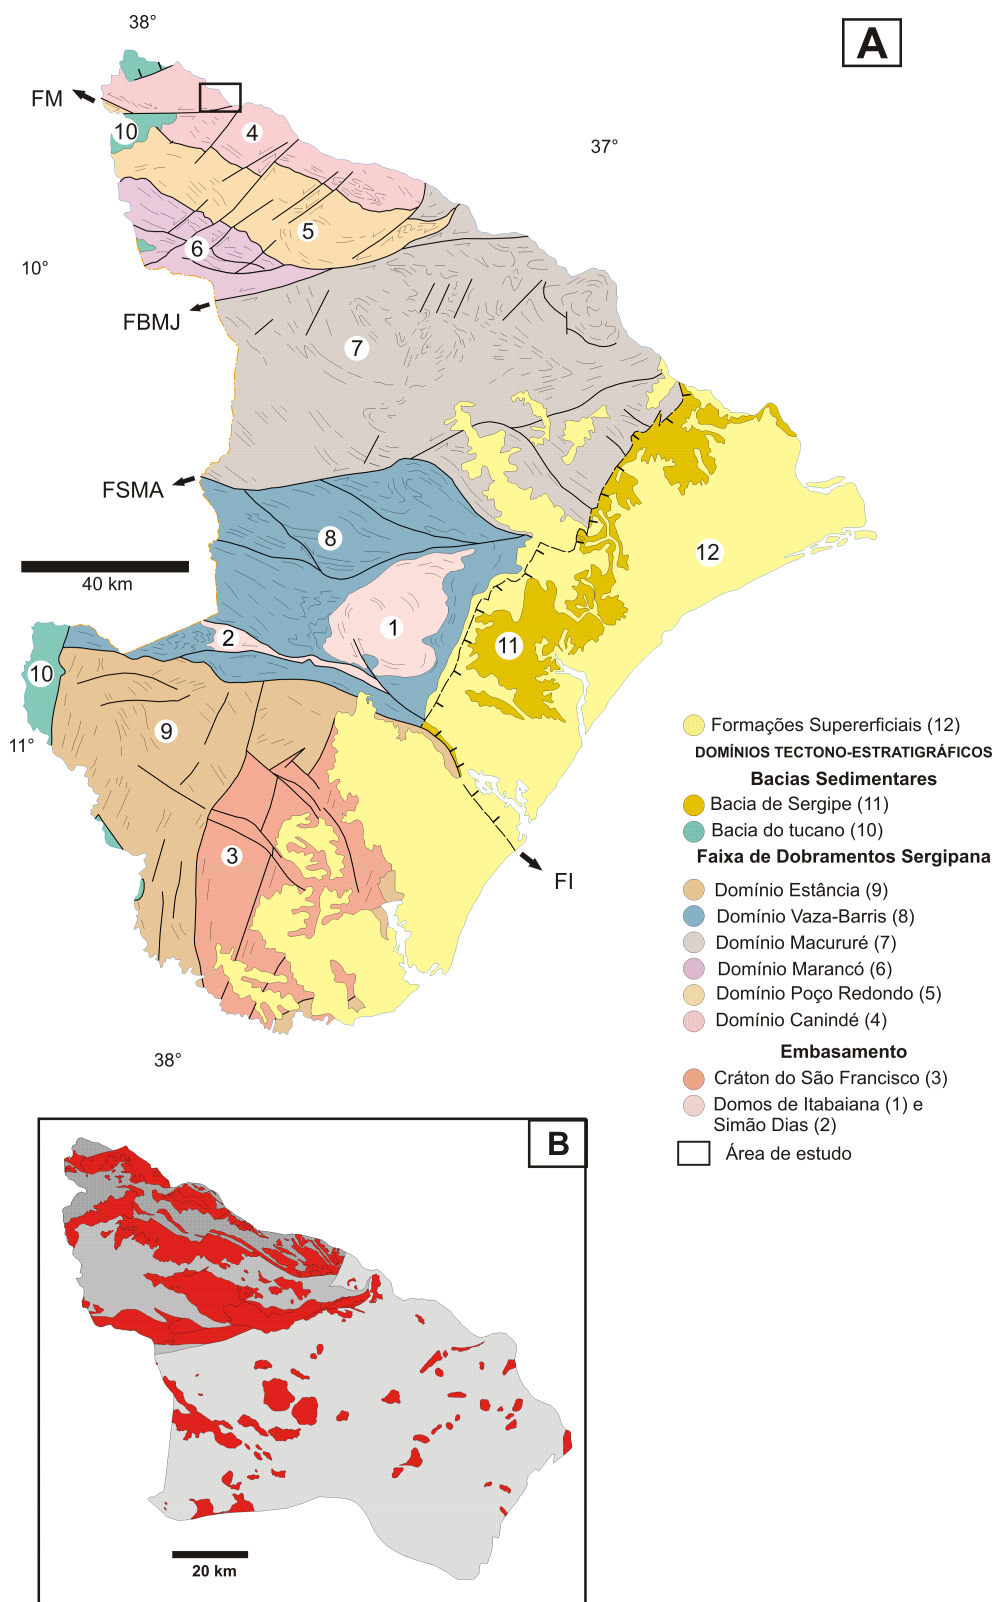 38°
A
FM
10
4
37°
5
6
10°
FBMJ
7
FSMA
8
12
40 km
1
2
11
10
9
11°
3
FI
38°
Formações Supererficiais (12)
DOMÍNIOS TECTONO-ESTRATIGRÁFICOS
Bacias Sedimentares
Bacia de Sergipe (11)
Bacia do tucano (10)
Faixa de Dobramentos Sergipana
Domínio Estância (9)
Domínio Vaza-Barris (8)
Domínio Macururé (7)
Domínio Marancó (6)
Domínio Poço Redondo (5)
Domínio Canindé (4)
Embasamento
Cráton do São Francisco (3)
Domos de Itabaiana (1) e
Simão Dias (2)
Área de estudo
B
20 km